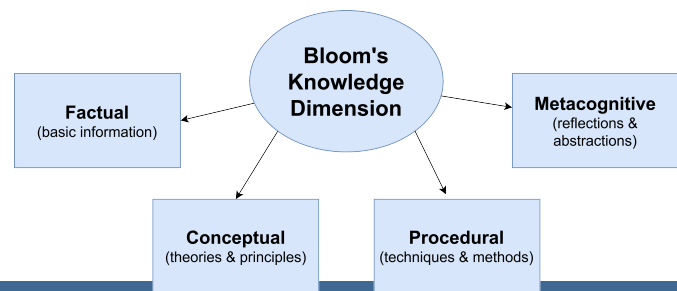 Bloom's
Knowledge
Dimension
Factual
(basic information)
Metacognitive
(reflections &
abstractions)
Conceptual
(theories & principles)
Procedural
(techniques & methods)